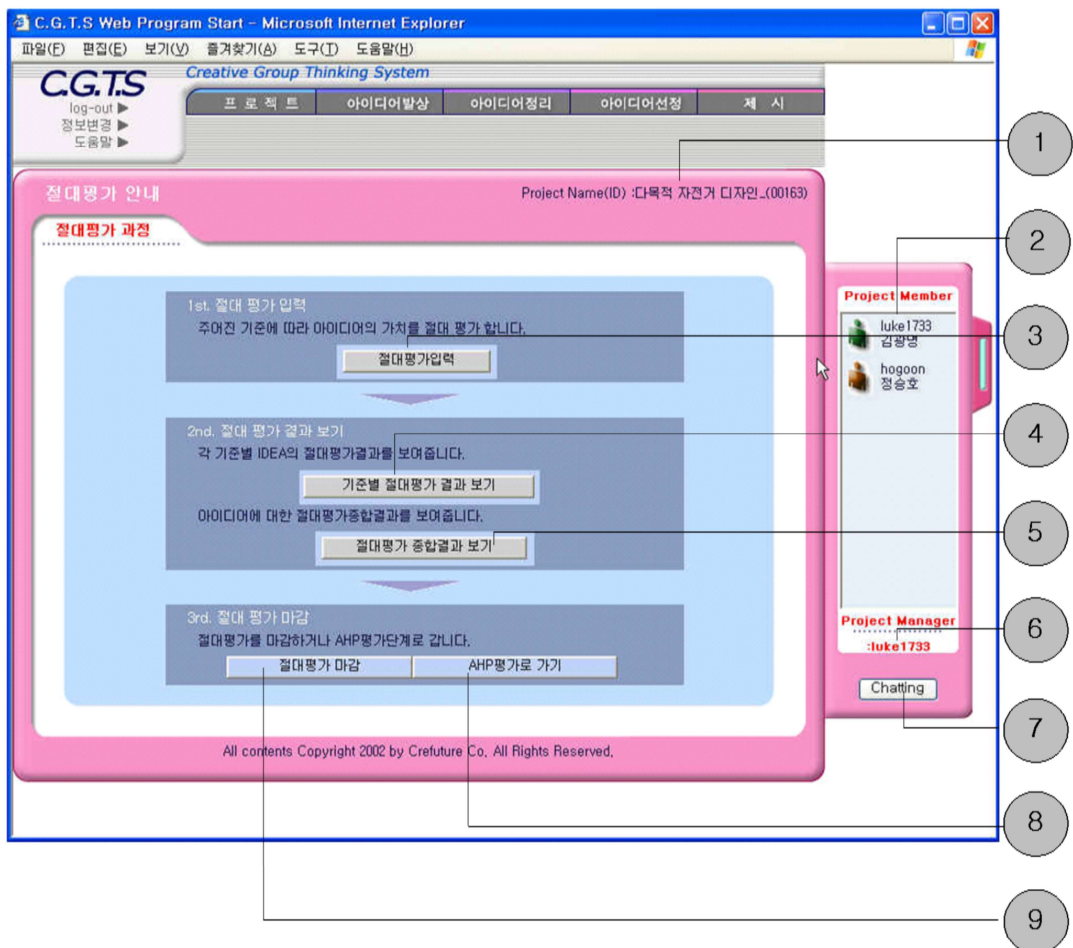 C.G.T.S Web Program Start - Microsoft Internet Explorer
파일(F) 편집(E) 보기(V) 즐겨찾기(A) 도구(T) 도움말(H)
C.G.T.S
Creative Group Thinking System
log-out ▶
정보변경 ▶
도움말 ▶
프 로 젝 트 아이디어발상 아이디어정리 아이디어선정 제 시
1
절대평가 안내
Project Name(ID) :다목적 자전거 디자인_(00163)
절대평가 과정
2
1st. 절대 평가 입력
주어진 기준에 따라 아이디어의 가치를 절대 평가 합니다.
절대평가입력
3
Project Member
luke1733
김광명
hogoon
정승호
2nd. 절대 평가 결과 보기
각 기준별 IDEA의 절대평가결과를 보여줍니다.
기준별 절대평가 결과 보기
4
아이디어에 대한 절대평가종합결과를 보여줍니다.
절대평가 종합결과 보기
5
3rd. 절대 평가 마감
절대평가를 마감하거나 AHP평가단계로 갑니다.
절대평가 마감 AHP평가로 가기
Project Manager
:luke1733
6
Chatting
7
All contents Copyright 2002 by Crefuture Co. All Rights Reserved.
8
9